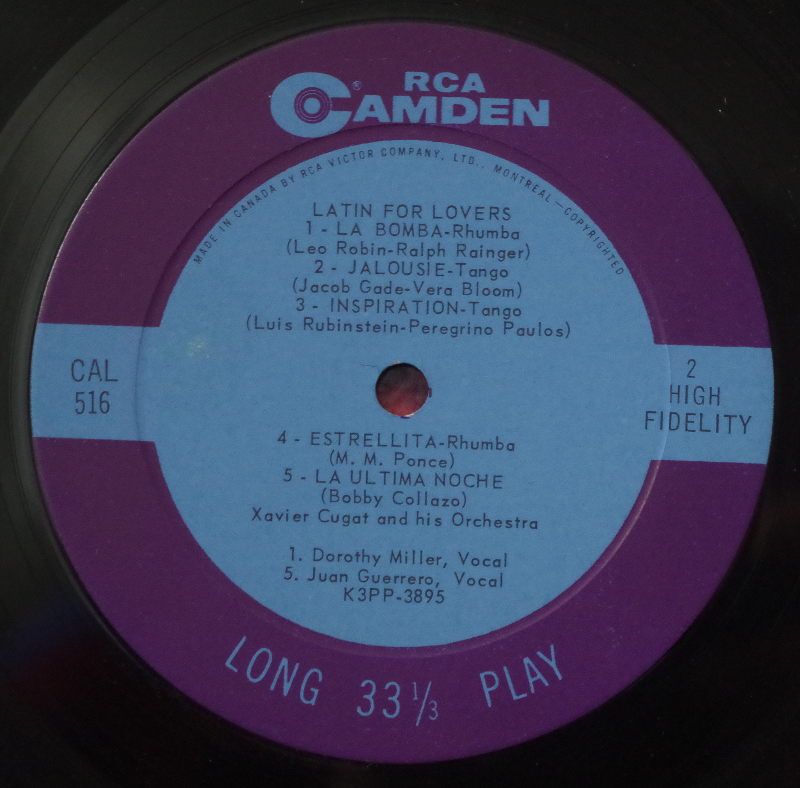 RCA
CAMDEN®
MADE IN CANADA BY RCA VICTOR COMPANY, LTD., MONTREAL—COPYRIGHTED
LATIN FOR LOVERS
1 - LA BOMBA-Rhumba
(Leo Robin-Ralph Rainger)
2 - JALOUSIE-Tango
(Jacob Gade-Vera Bloom)
3 - INSPIRATION-Tango
(Luis Rubinstein-Peregrino Paulos)
CAL
516
2
HIGH
FIDELITY
4 - ESTRELLITA-Rhumba
(M. M. Ponce)
5 - LA ULTIMA NOCHE
(Bobby Collazo)
Xavier Cugat and his Orchestra
1. Dorothy Miller, Vocal
5. Juan Guerrero, Vocal
K3PP-3895
LONG 33 1/3 PLAY